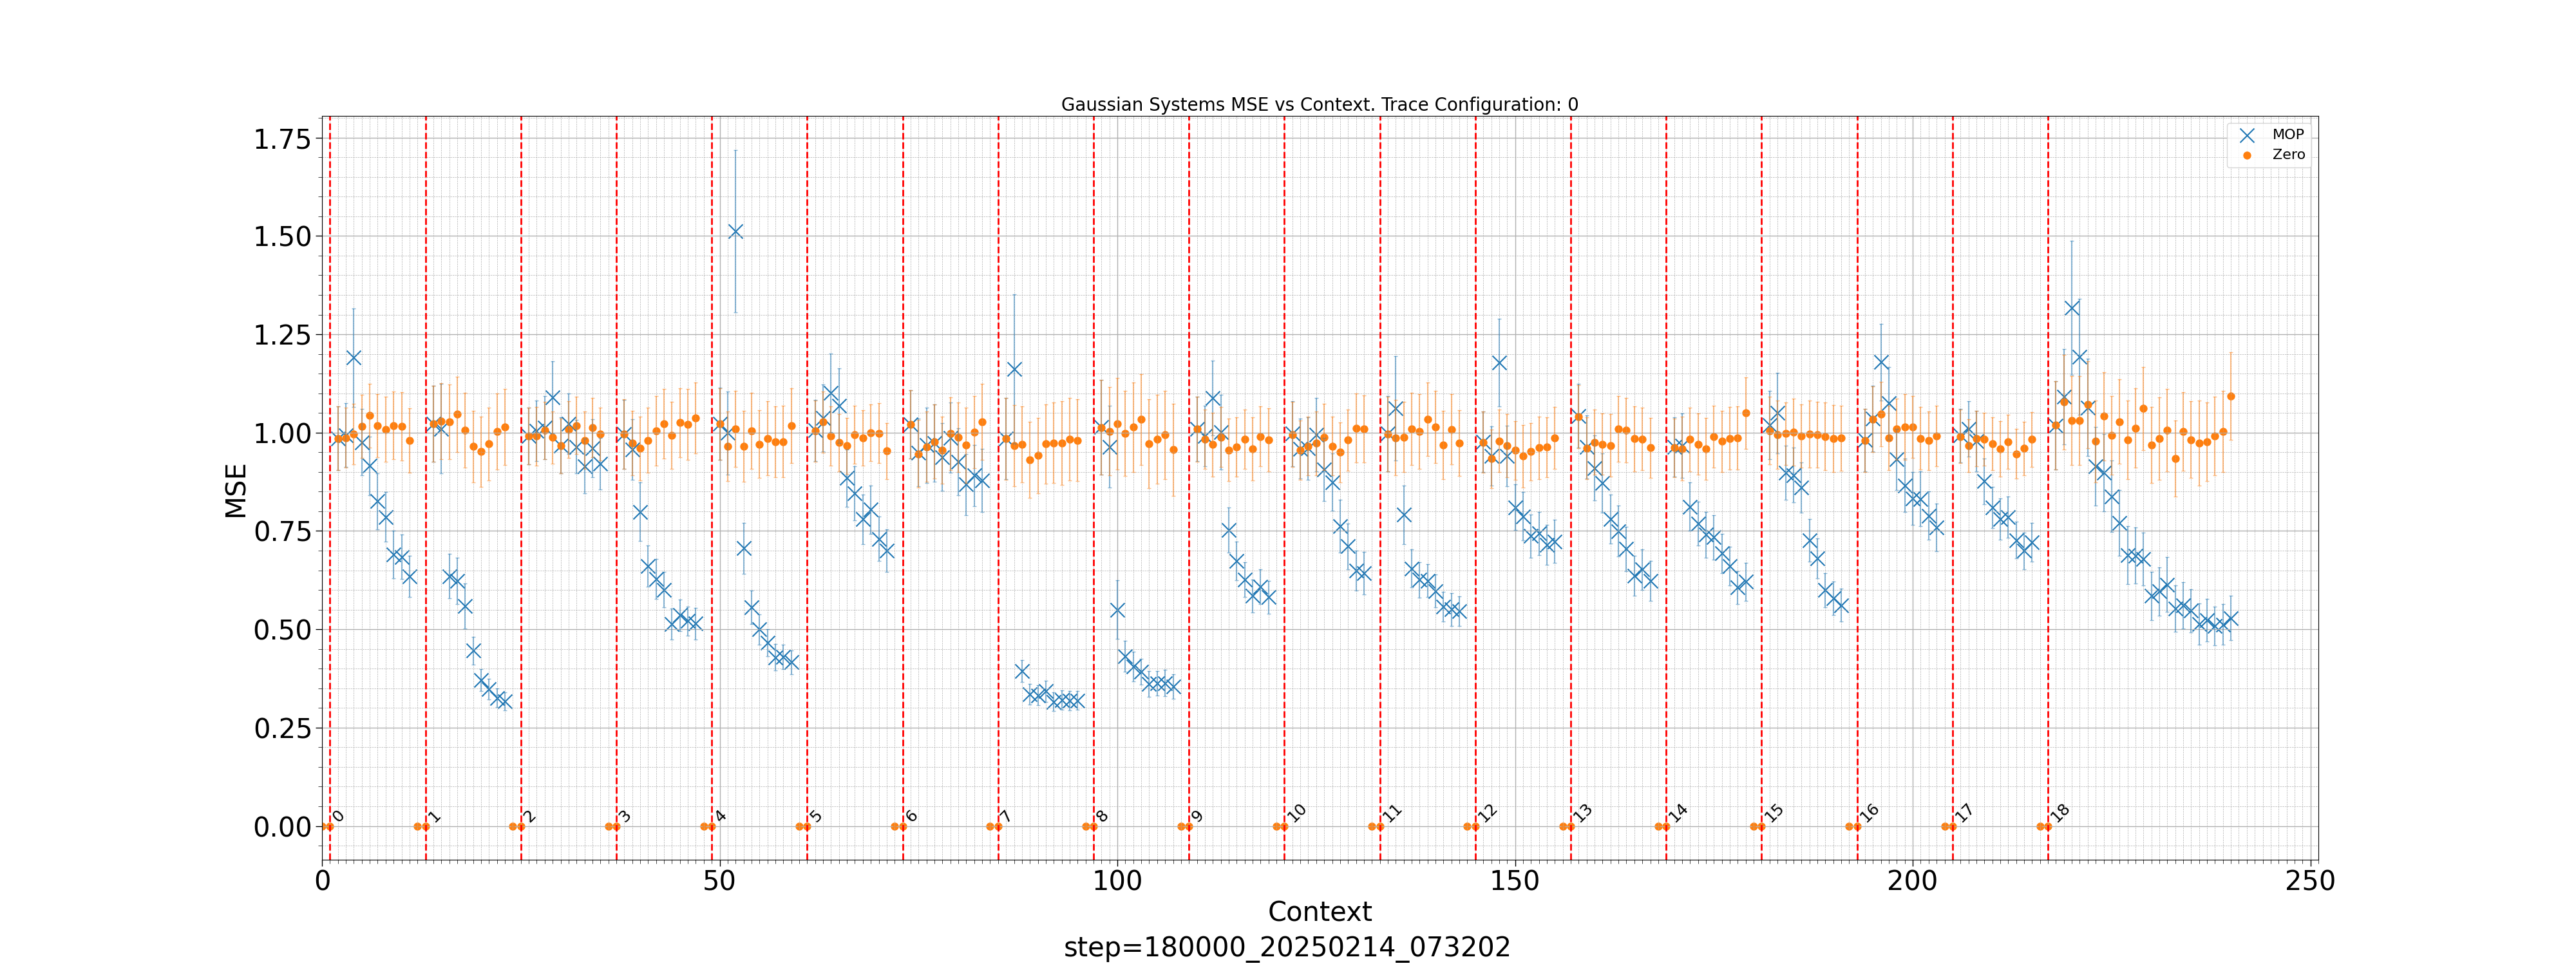 Gaussian Systems MSE vs Context. Trace Configuration: 0
MOP
Zero
MSE
1.75
1.50
1.25
1.00
0.75
0.50
0.25
0.00
0 1 2 3 4 5 6 7 8 9 10 11 12 13 14 15 16 17 18
0 50 100 150 200 250
Context
step=180000_20250214_073202